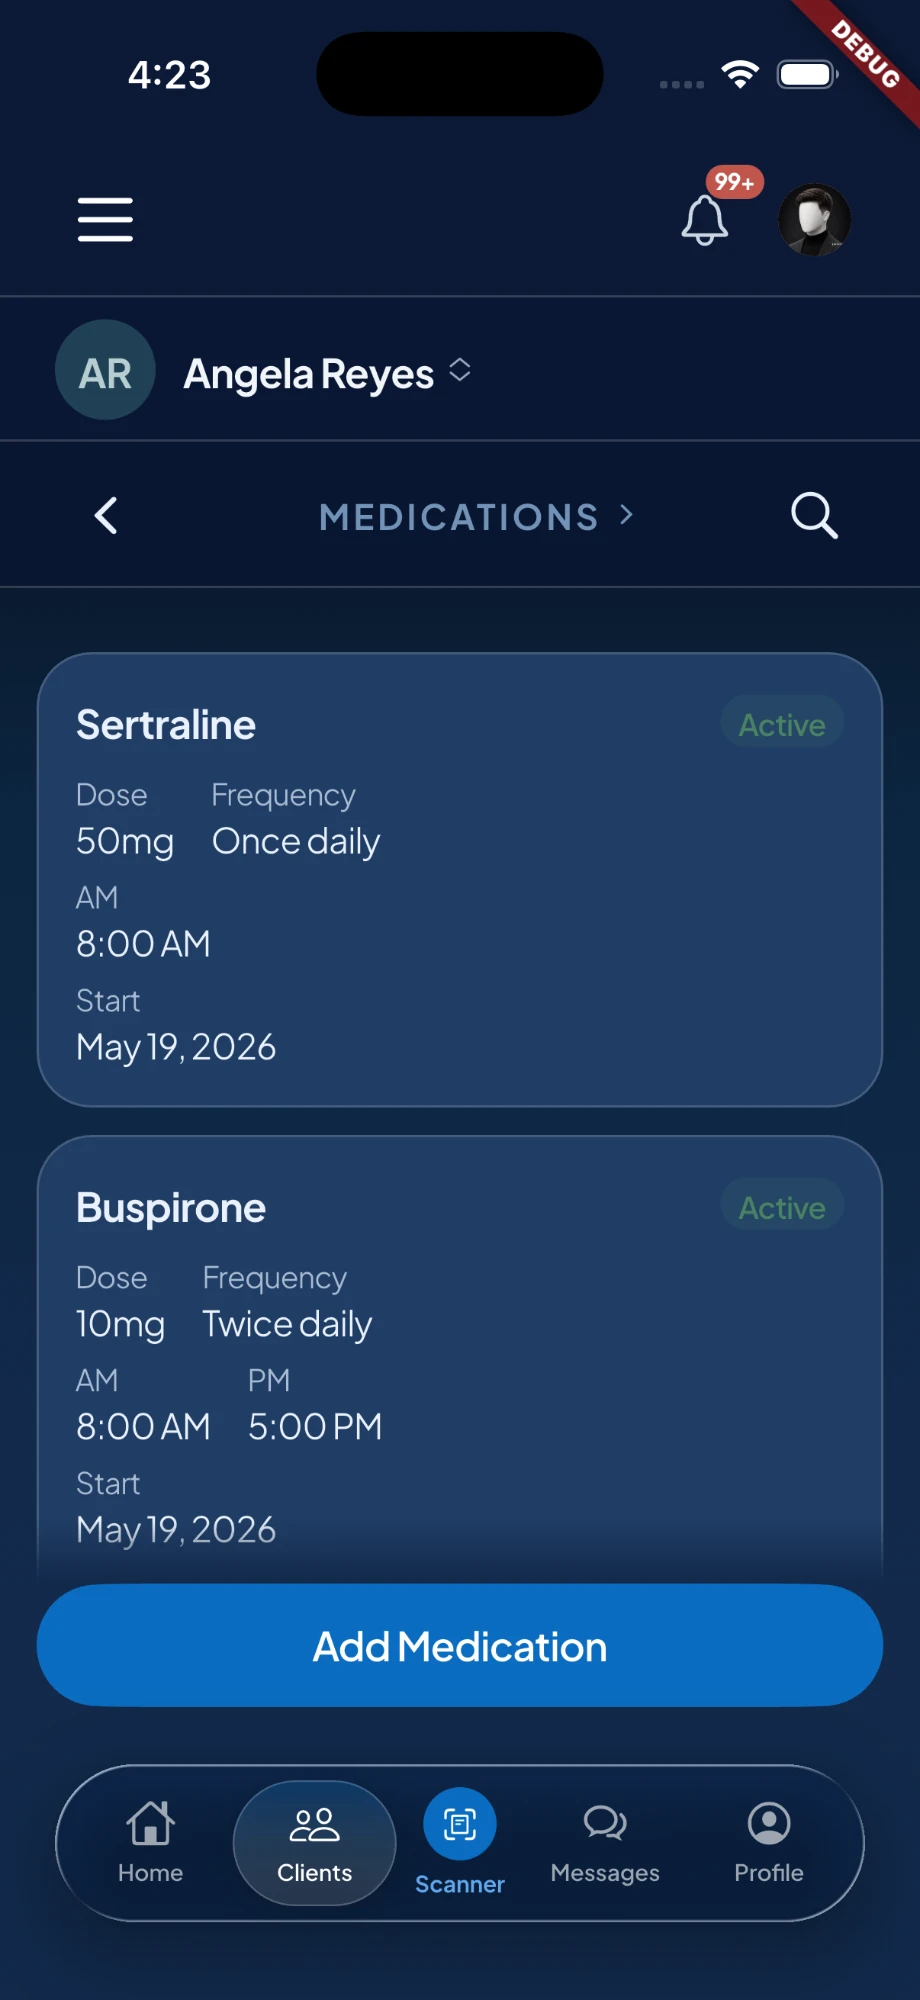 4:23
DEBUG
99+
AR
Angela Reyes
MEDICATIONS
Sertraline
Active
Dose Frequency
50mg Once daily
AM
8:00 AM
Start
May 19, 2026
Buspirone
Active
Dose Frequency
10mg Twice daily
AM PM
8:00 AM 5:00 PM
Start
May 19, 2026
Add Medication
Home
Clients
Scanner
Messages
Profile